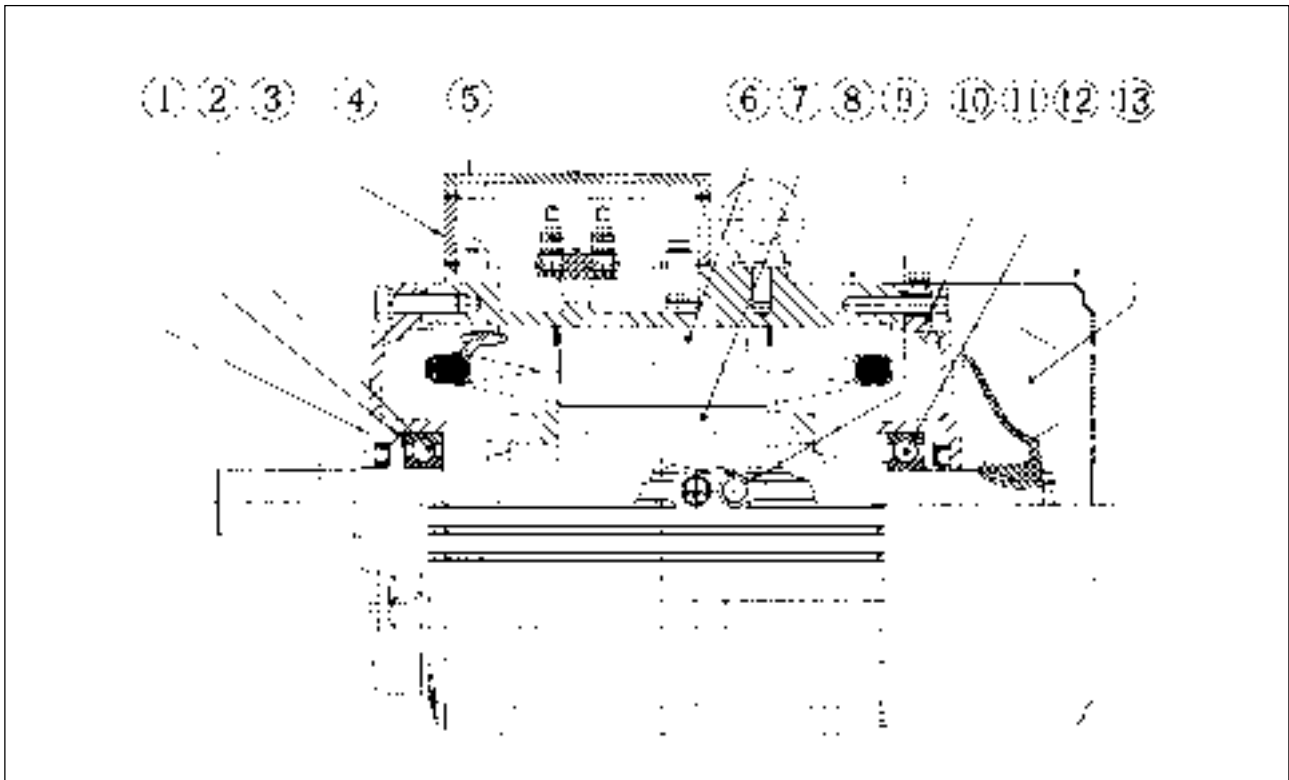 ① ② ③ ④ ⑤ ⑥ ⑦ ⑧ ⑨ ⑩ ⑪ ⑫ ⑬